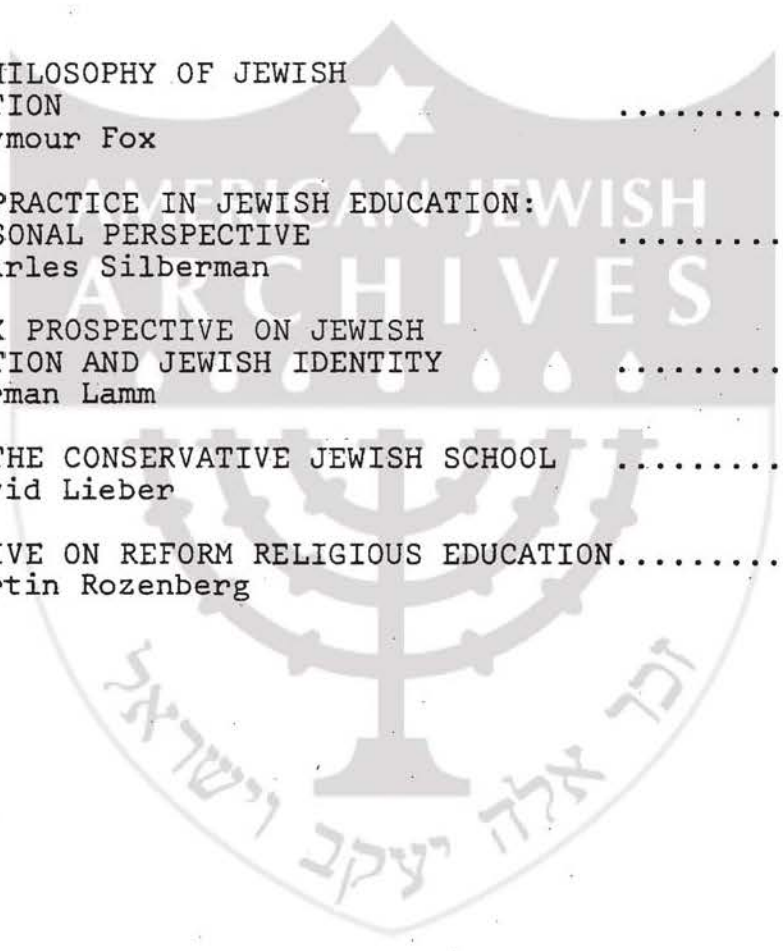 HILOSOPHY OF JEWISH
TION ..........
ymour Fox
PRACTICE IN JEWISH EDUCATION:
SONAL PERSPECTIVE ..........
arles Silberman
X PROSPECTIVE ON JEWISH
TION AND JEWISH IDENTITY ..........
rman Lamm
THE CONSERVATIVE JEWISH SCHOOL ..........
vid Lieber
IVE ON REFORM RELIGIOUS EDUCATION..........
rtin Rozenberg
AMERICAN JEWISH
ARCHIVES
זכר אלה יעקב וישראל